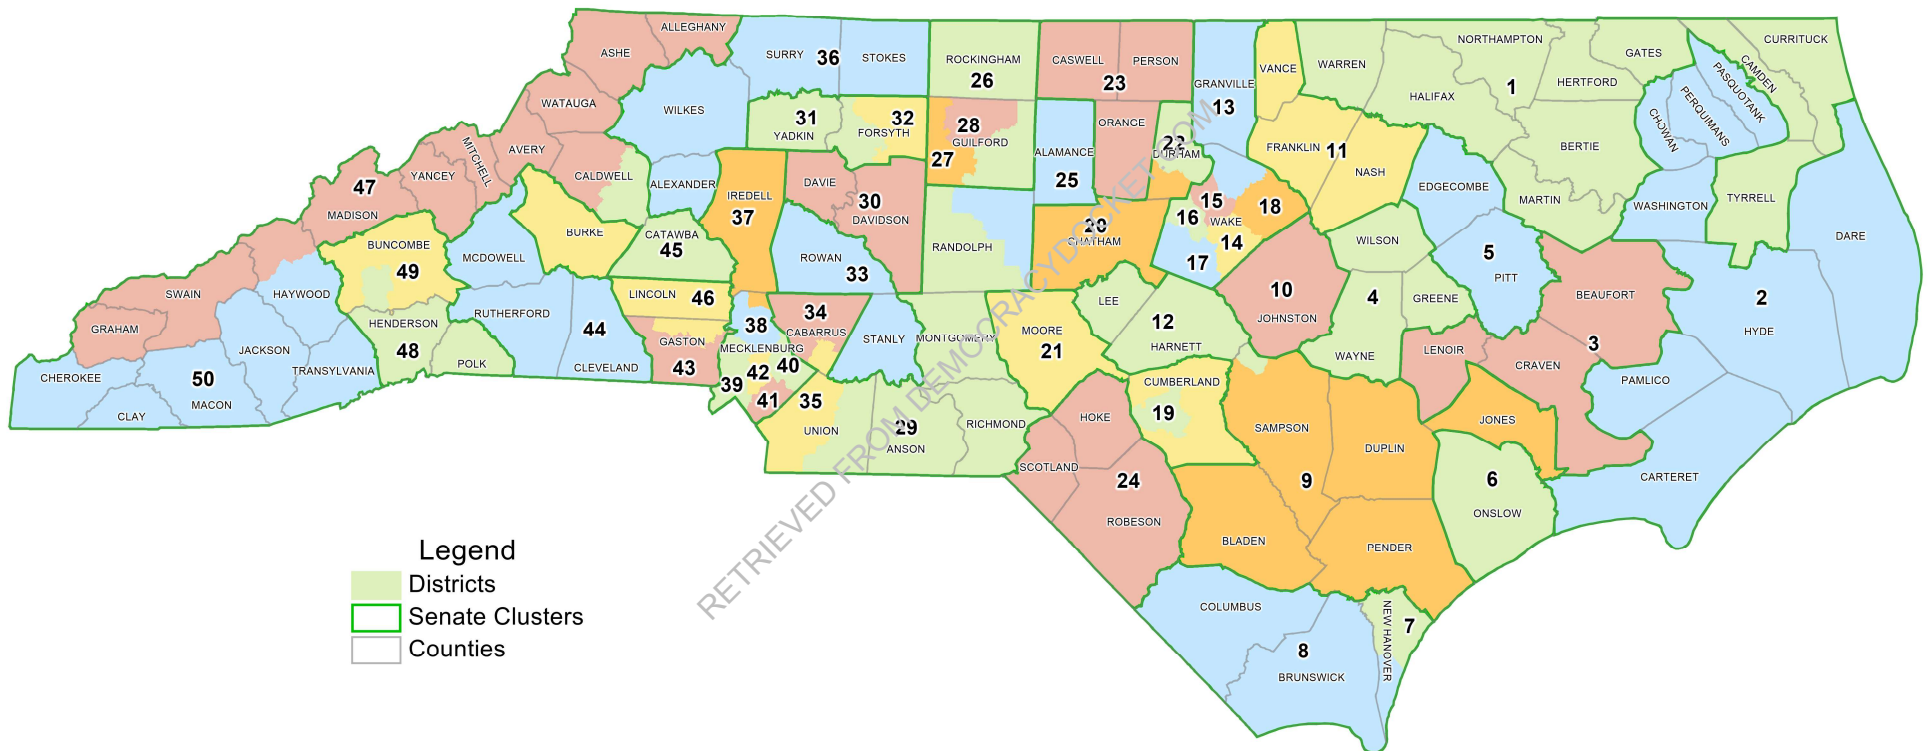 ALLEGHANY
ASHE
SURRY
36
STOKES
ROCKINGHAM
26
CASWELL
PERSON
23
GRANVILLE
13
VANCE
WARREN
NORTHAMPTON
HALIFAX
1
HERTFORD
GATES
CURRITUCK
CAMDEN
PASQUOTANK
PERQUIMANS
CHOWAN
BERTIE
WATAUGA
WILKES
31
YADKIN
32
FORSYTH
28
GUILFORD
27
ALAMANCE
25
ORANGE
22
DURHAM
FRANKLIN
11
NASH
EDGECOMBE
MARTIN
WASHINGTON
TYRRELL
DARE
AVERY
MITCHELL
YANCEY
47
MADISON
CALDWELL
ALEXANDER
IREDELL
37
DAVIE
30
DAVIDSON
RANDOLPH
20
CHATHAM
15
16
WAKE
14
18
17
WILSON
5
PITT
BEAUFORT
2
HYDE
BUNCOMBE
49
MCDOWELL
BURKE
CATAWBA
45
ROWAN
33
LINCOLN
46
SWAIN
GRAHAM
HAYWOOD
JACKSON
TRANSYLVANIA
HENDERSON
48
POLK
RUTHERFORD
44
CLEVELAND
GASTON
43
38
MECKLENBURG
39
42
40
41
34
CABARRUS
STANLY
MONTGOMERY
MOORE
21
LEE
12
HARNETT
10
JOHNSTON
4
GREENE
WAYNE
LENOIR
CRAVEN
3
PAMLICO
CHEROKEE
CLAY
50
MACON
35
UNION
29
ANSON
RICHMOND
HOKE
SCOTLAND
24
ROBESON
CUMBERLAND
19
SAMPSON
9
DUPLIN
JONES
6
ONSLOW
CARTERET
BLADEN
PENDER
COLUMBUS
8
BRUNSWICK
NEW HANOVER
7
RETRIEVED FROM DEMOCRACYDOCKET.COM
Legend
Districts
Senate Clusters
Counties